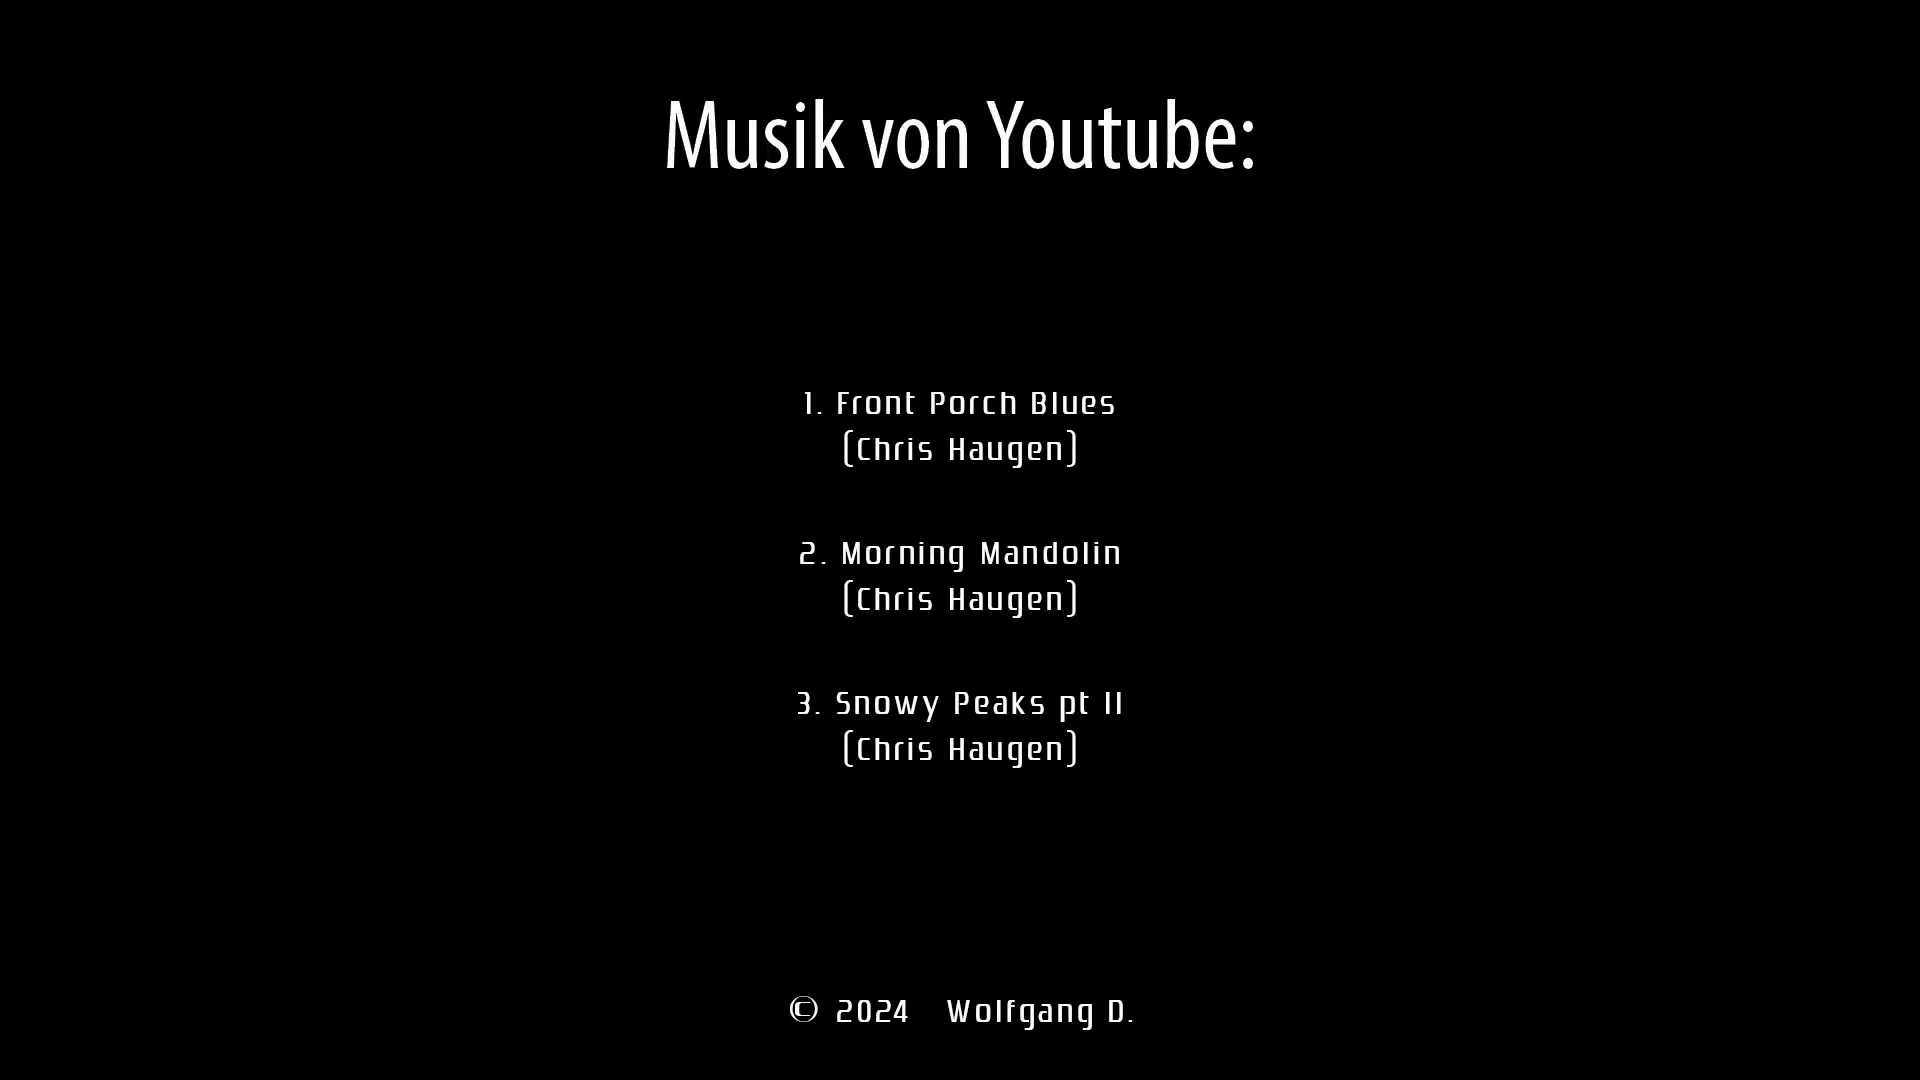 Musik von Youtube:
1. Front Porch Blues
(Chris Haugen)
2. Morning Mandolin
(Chris Haugen)
3. Snowy Peaks pt II
(Chris Haugen)
© 2024 Wolfgang D.